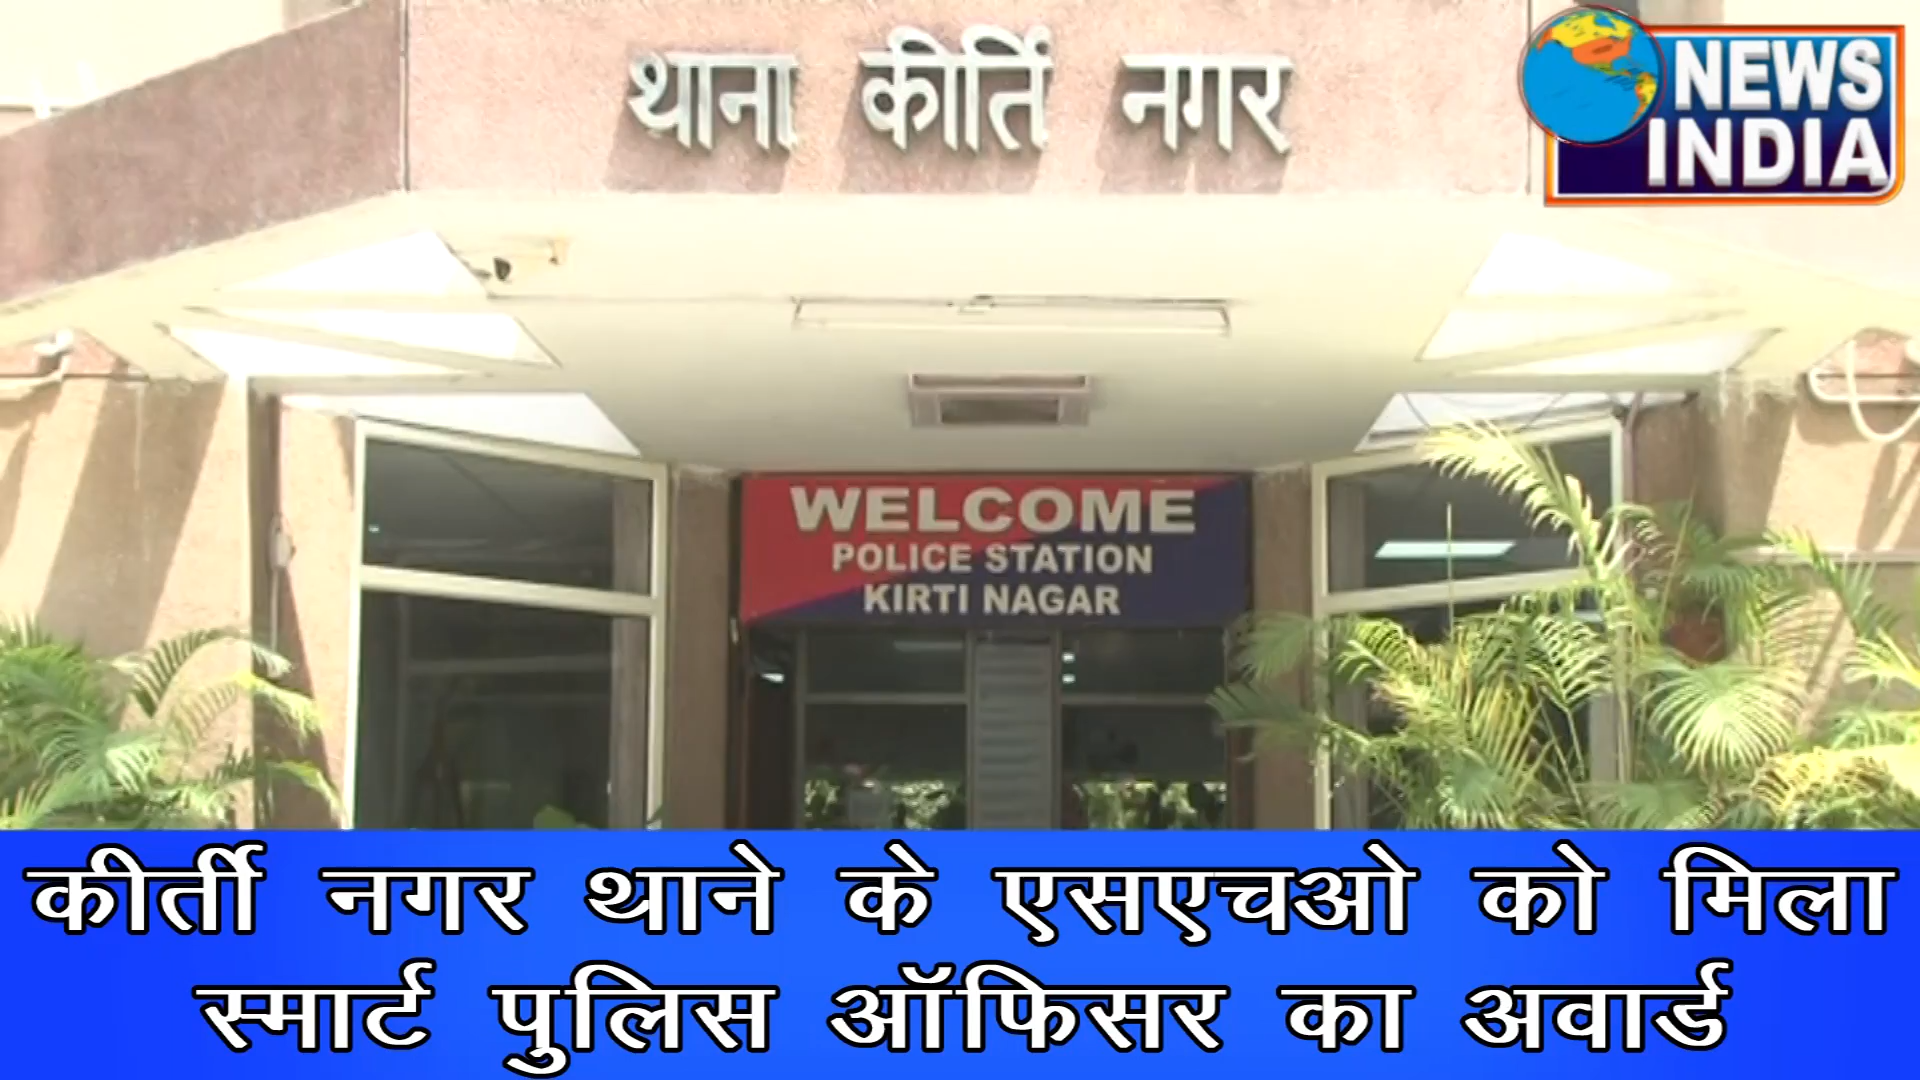 थाना कीर्ति नगर
NEWS
INDIA
WELCOME
POLICE STATION
KIRTI NAGAR
कीर्ती नगर थाने के एसएचओ को मिला
स्मार्ट पुलिस ऑफिसर का अवार्ड